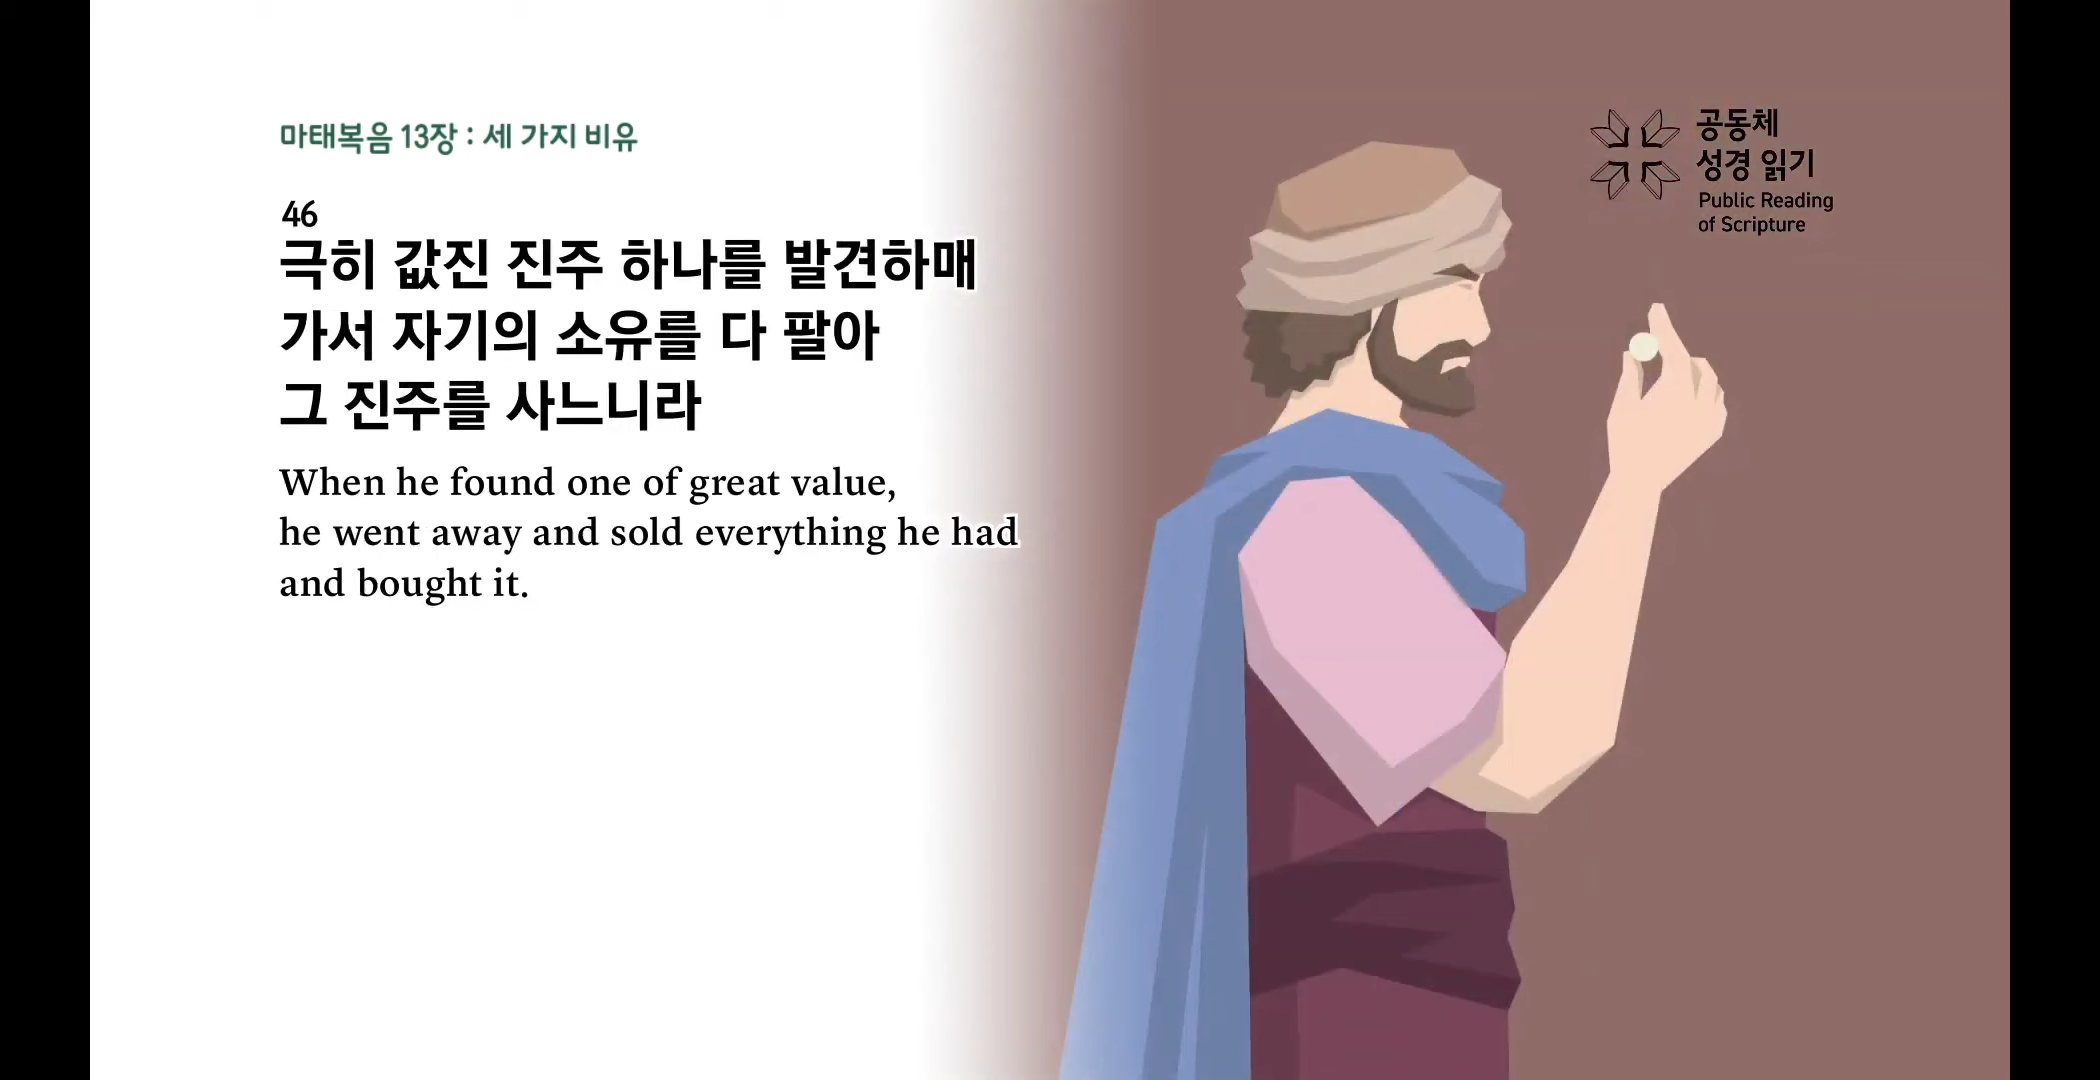 마태복음 13장 : 세 가지 비유
46
극히 값진 진주 하나를 발견하매
가서 자기의 소유를 다 팔아
그 진주를 사느니라
When he found one of great value,
he went away and sold everything he had
and bought it.
공동체
성경 읽기
Public Reading
of Scripture